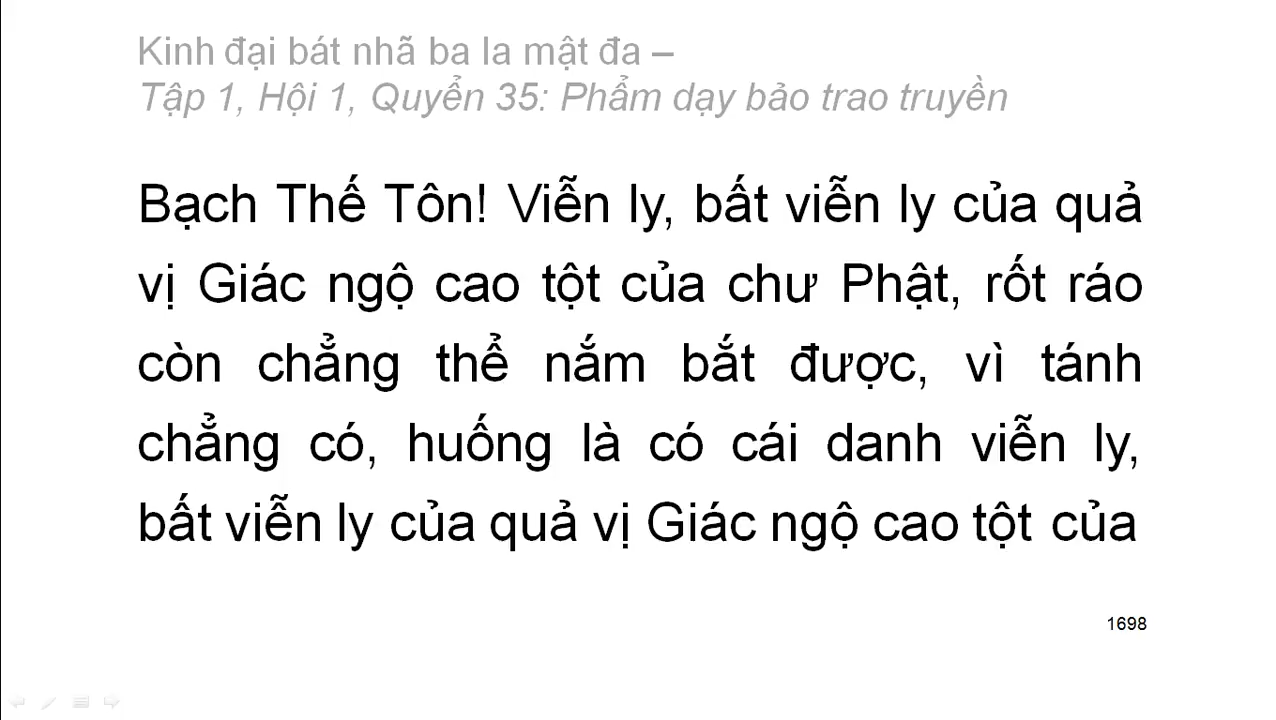 Kinh đại bát nhã ba la mật đa –
Tập 1, Hội 1, Quyển 35: Phẩm dạy bảo trao truyền
Bạch Thế Tôn! Viễn ly, bất viễn ly của quả
vị Giác ngộ cao tột của chư Phật, rốt ráo
còn chẳng thể nắm bắt được, vì tánh
chẳng có, huống là có cái danh viễn ly,
bất viễn ly của quả vị Giác ngộ cao tột của
1698